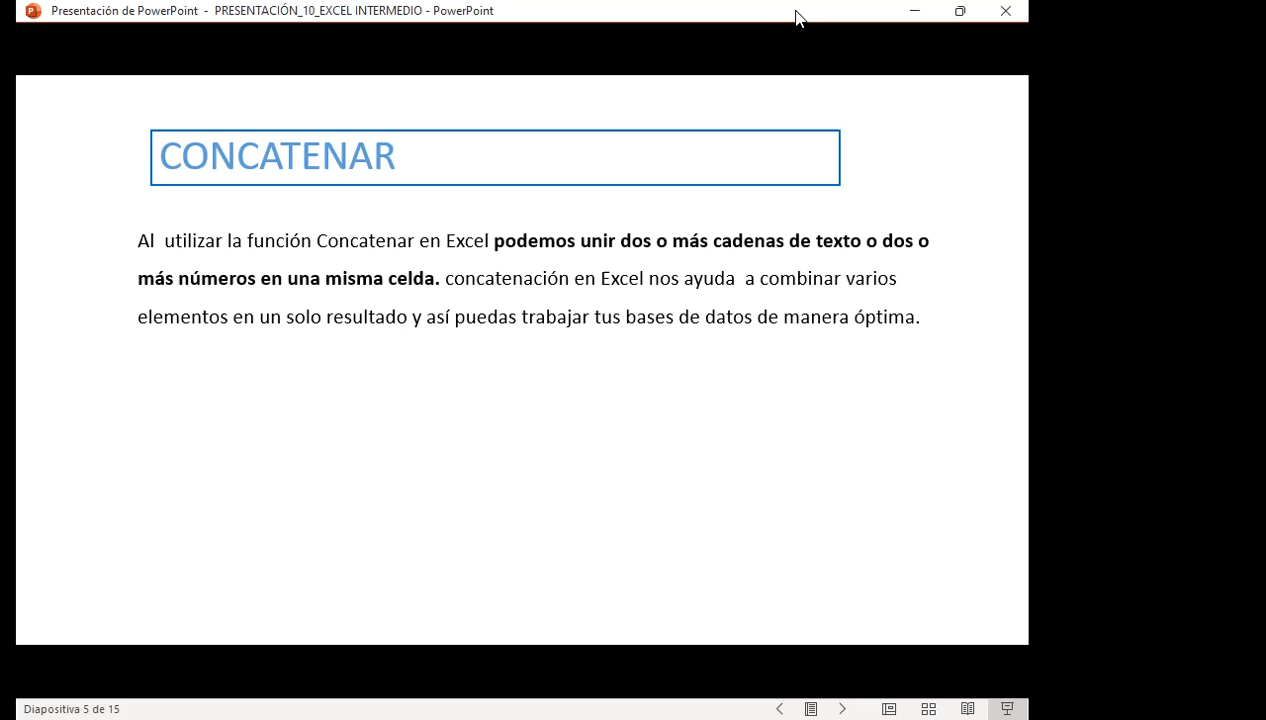 Presentación de PowerPoint - PRESENTACIÓN_10_EXCEL INTERMEDIO - PowerPoint
CONCATENAR
Al utilizar la función Concatenar en Excel podemos unir dos o más cadenas de texto o dos o
más números en una misma celda. concatenación en Excel nos ayuda a combinar varios
elementos en un solo resultado y así puedas trabajar tus bases de datos de manera óptima.
Diapositiva 5 de 15